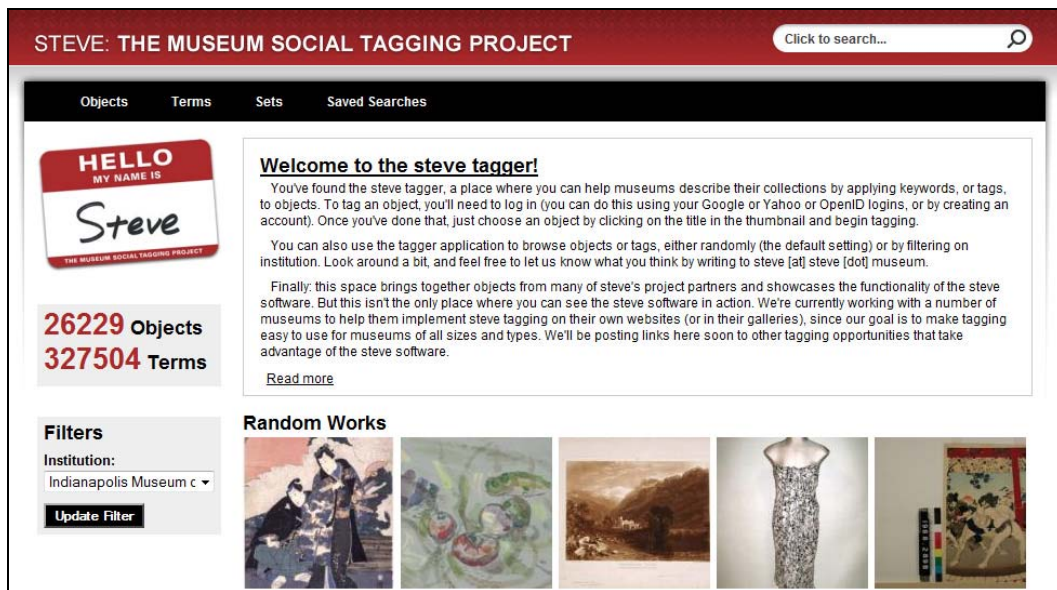 STEVE: THE MUSEUM SOCIAL TAGGING PROJECT
Click to search...
Objects Terms Sets Saved Searches
HELLO
MY NAME IS
Steve
THE MUSEUM SOCIAL TAGGING PROJECT
26229 Objects
327504 Terms
Filters
Institution:
Indianapolis Museum c
Update Filter
Welcome to the steve tagger!
You've found the steve tagger, a place where you can help museums describe their collections by applying keywords, or tags,
to objects. To tag an object, you'll need to log in (you can do this using your Google or Yahoo or OpenID logins, or by creating an
account). Once you've done that, just choose an object by clicking on the title in the thumbnail and begin tagging.
You can also use the tagger application to browse objects or tags, either randomly (the default setting) or by filtering on
institution. Look around a bit, and feel free to let us know what you think by writing to steve [at] steve [dot] museum.
Finally: this space brings together objects from many of steve's project partners and showcases the functionality of the steve
software. But this isn't the only place where you can see the steve software in action. We're currently working with a number of
museums to help them implement steve tagging on their own websites (or in their galleries), since our goal is to make tagging
easy to use for museums of all sizes and types. We'll be posting links here soon to other tagging opportunities that take
advantage of the steve software.
Read more
Random Works